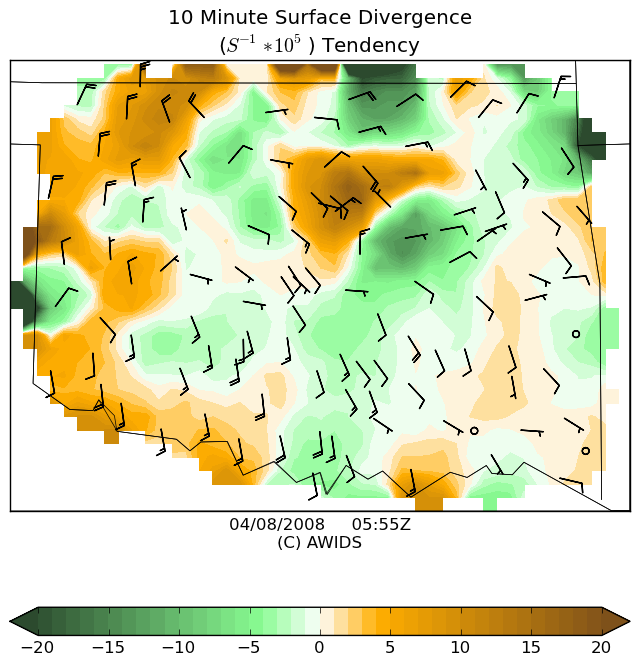 10 Minute Surface Divergence
(S⁻¹ *10⁵ ) Tendency
04/08/2008 05:55Z
(C) AWIDS
−20 −15 −10 −5 0 5 10 15 20